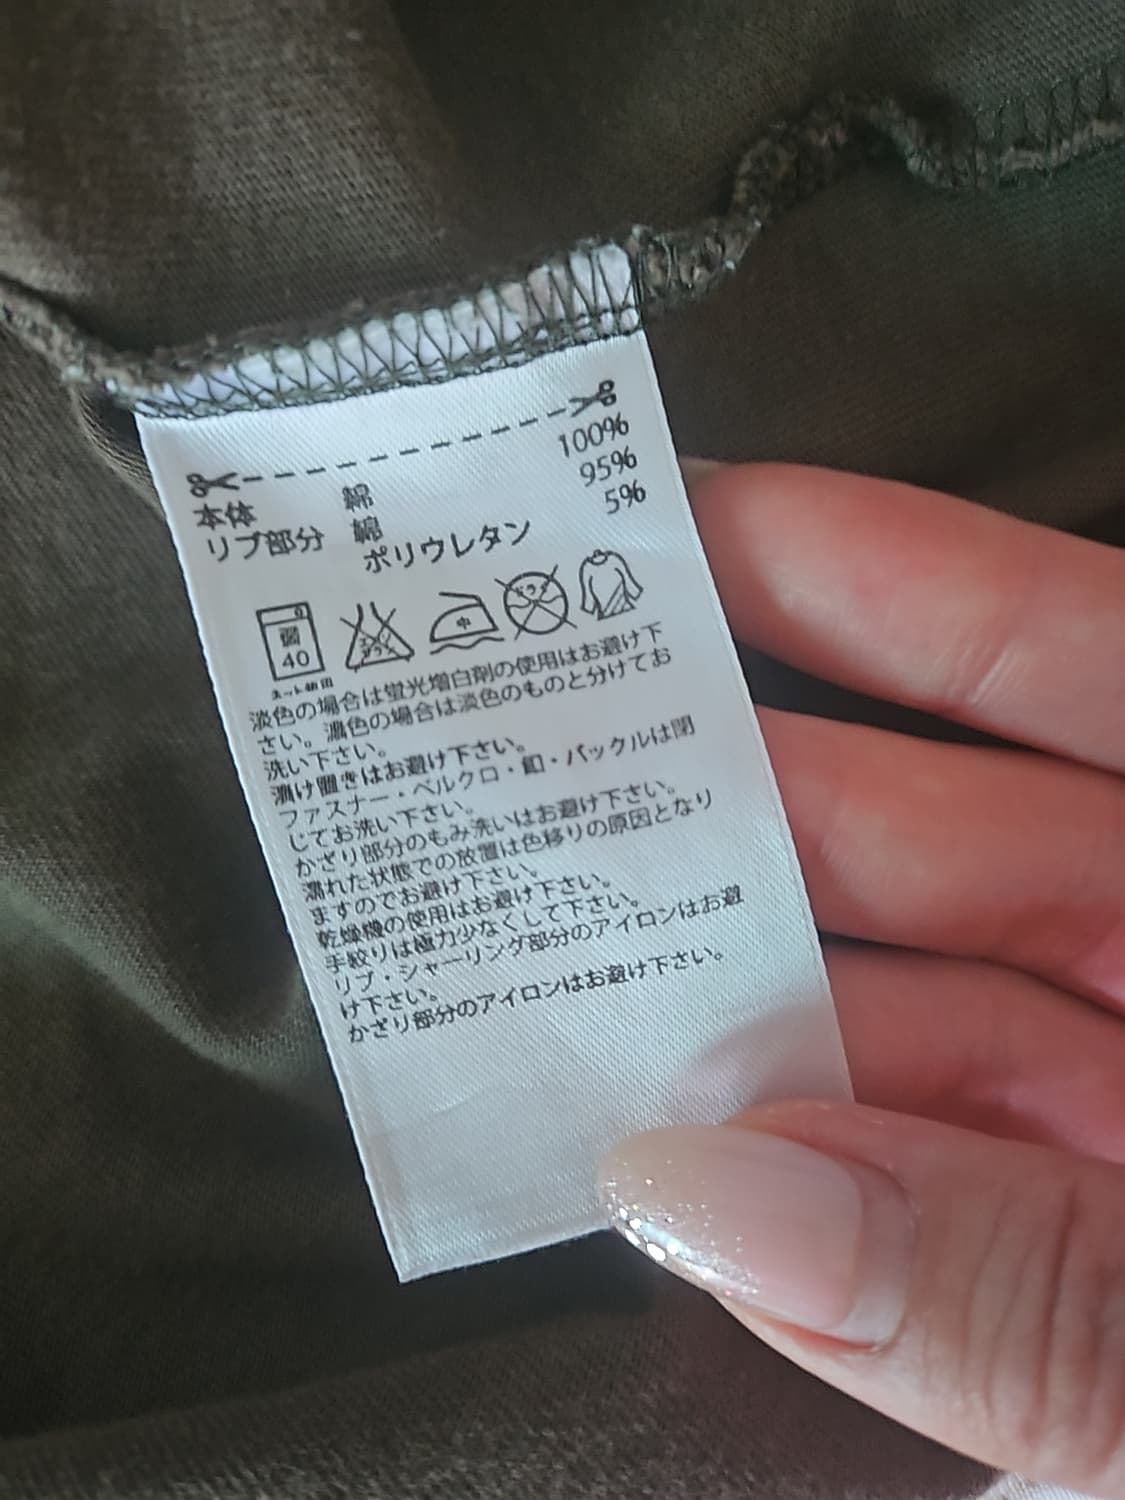 本体 綿 100%
リブ部分 綿 95%
ポリウレタン 5%
弱
40
ネット使用
エンソサラシ
中
ドライ
淡色の場合は蛍光増白剤の使用はお避け下
さい。濃色の場合は淡色のものと分けてお
洗い下さい。
漬け置きはお避け下さい。
ファスナー・ベルクロ・釦・バックルは閉
じてお洗い下さい。
かざり部分のもみ洗いはお避け下さい。
濡れた状態での放置は色移りの原因となり
ますのでお避け下さい。
乾燥機の使用はお避け下さい。
手絞りは極力少なくして下さい。
リブ・シャーリング部分のアイロンはお避
け下さい。
かざり部分のアイロンはお避け下さい。